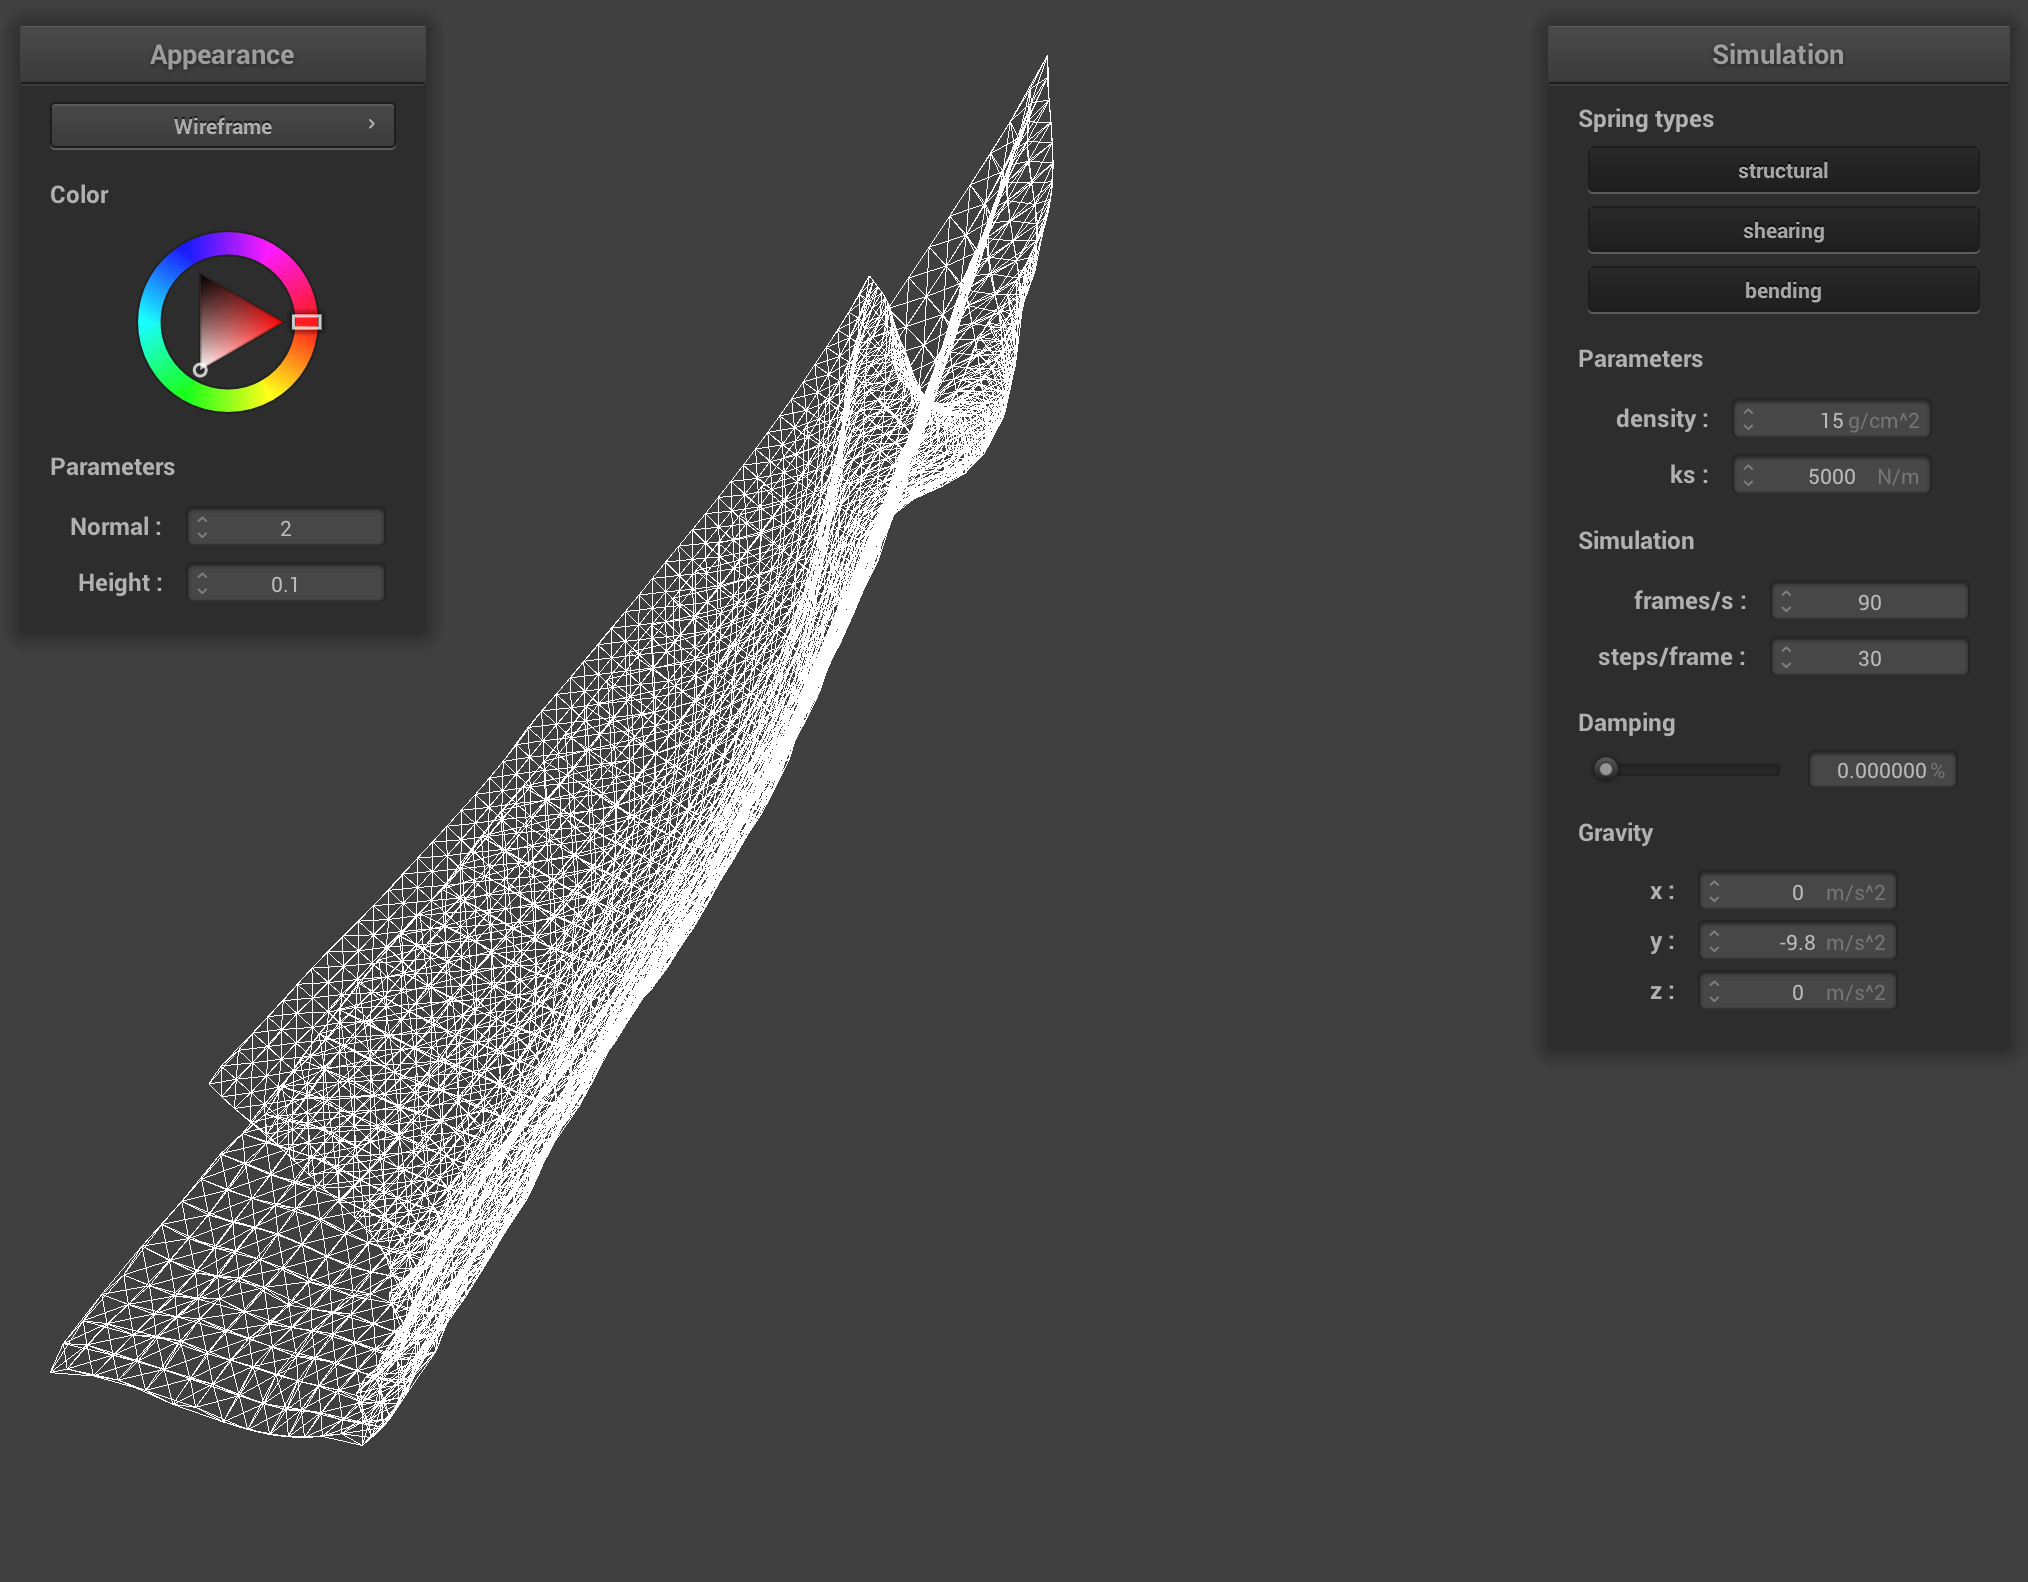 Appearance
Wireframe
Color
Parameters
Normal : 2
Height : 0.1
Simulation
Spring types
structural
shearing
bending
Parameters
density : 15 g/cm^2
ks : 5000 N/m
Simulation
frames/s : 90
steps/frame : 30
Damping
0.000000 %
Gravity
x : 0 m/s^2
y : -9.8 m/s^2
z : 0 m/s^2